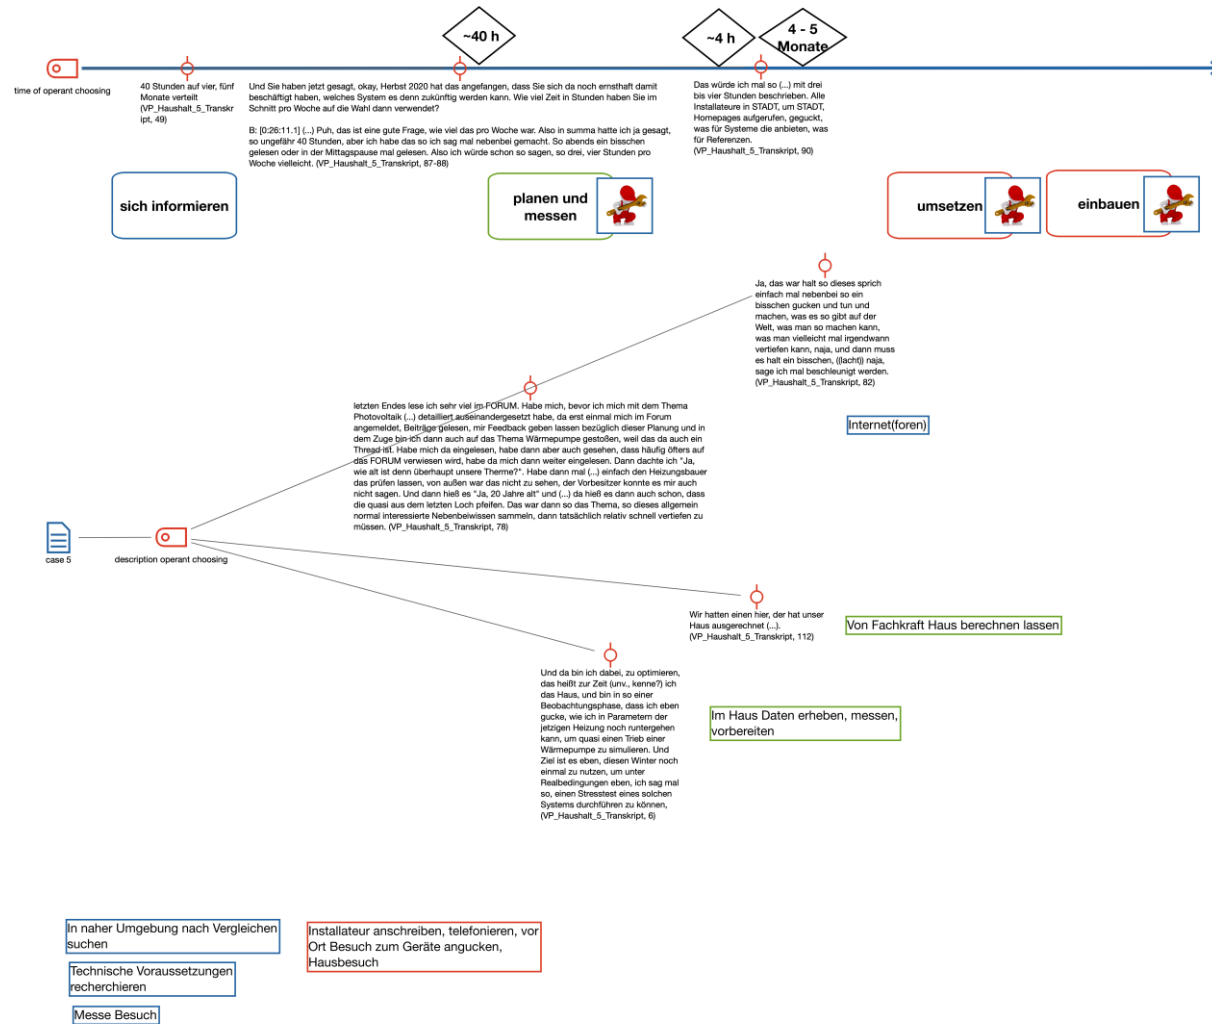 ~40 h
~4 h
4 - 5
Monate
time of operant choosing
40 Stunden auf vier, fünf
Monate verteilt
(VP_Haushalt_5_Transkr
ipt, 49)
Und Sie haben jetzt gesagt, okay, Herbst 2020 hat das angefangen, dass Sie sich da noch ernsthaft damit
beschäftigt haben, welches System es denn zukünftig werden kann. Wie viel Zeit in Stunden haben Sie im
Schnitt pro Woche auf die Wahl dann verwendet?
B: [0:26:11.1] (...) Puh, das ist eine gute Frage, wie viel das pro Woche war. Also in summa hatte ich ja gesagt,
so ungefähr 40 Stunden, aber ich habe das so ich sag mal nebenbei gemacht. So abends ein bisschen
gelesen oder in der Mittagspause mal gelesen. Also ich würde schon so sagen, so drei, vier Stunden pro
Woche vielleicht. (VP_Haushalt_5_Transkript, 87-88)
Das würde ich mal so (...) mit drei
bis vier Stunden beschrieben. Alle
Installateure in STADT, um STADT,
Homepages aufgerufen, geguckt,
was für Systeme die anbieten, was
für Referenzen.
(VP_Haushalt_5_Transkript, 90)
sich informieren
planen und
messen
umsetzen
einbauen
Ja, das war halt so dieses sprich
einfach mal nebenbei so ein
bisschen gucken und tun und
machen, was es so gibt auf der
Welt, was man so machen kann,
was man vielleicht mal irgendwann
vertiefen kann, naja, und dann muss
es halt ein bisschen, ((lacht)) naja,
sage ich mal beschleunigt werden.
(VP_Haushalt_5_Transkript, 82)
letzten Endes lese ich sehr viel im FORUM. Habe mich, bevor ich mich mit dem Thema
Photovoltaik (...) detailliert auseinandergesetzt habe, da erst einmal mich im Forum
angemeldet, Beiträge gelesen, mir Feedback geben lassen bezüglich dieser Planung und in
dem Zuge bin ich dann auch auf das Thema Wärmepumpe gestoßen, weil das da auch ein
Thread ist. Habe mich da eingelesen, habe dann aber auch gesehen, dass häufig öfters auf
das FORUM verwiesen wird, habe da mich dann weiter eingelesen. Dann dachte ich "Ja,
wie alt ist denn überhaupt unsere Therme?". Habe dann mal (...) einfach den Heizungsbauer
das prüfen lassen, von außen war das nicht zu sehen, der Vorbesitzer konnte es mir auch
nicht sagen. Und dann hieß es "Ja, 20 Jahre alt" und (...) da hieß es dann auch schon, dass
die quasi aus dem letzten Loch pfeifen. Das war dann so das Thema, so dieses allgemein
normal interessierte Nebenbeiwissen sammeln, dann tatsächlich relativ schnell vertiefen zu
müssen. (VP_Haushalt_5_Transkript, 78)
Internet(foren)
case 5
description operant choosing
Wir hatten einen hier, der hat unser
Haus ausgerechnet (...).
(VP_Haushalt_5_Transkript, 112)
Von Fachkraft Haus berechnen lassen
Und da bin ich dabei, zu optimieren,
das heißt zur Zeit (unv., kenne?) ich
das Haus, und bin in so einer
Beobachtungsphase, dass ich eben
gucke, wie ich in Parametern der
jetzigen Heizung noch runtergehen
kann, um quasi einen Trieb einer
Wärmepumpe zu simulieren. Und
Ziel ist es eben, diesen Winter noch
einmal zu nutzen, um unter
Realbedingungen eben, ich sag mal
so, einen Stresstest eines solchen
Systems durchführen zu können,
(VP_Haushalt_5_Transkript, 6)
Im Haus Daten erheben, messen,
vorbereiten
In naher Umgebung nach Vergleichen
suchen
Technische Voraussetzungen
recherchieren
Messe Besuch
Installateur anschreiben, telefonieren, vor
Ort Besuch zum Geräte angucken,
Hausbesuch